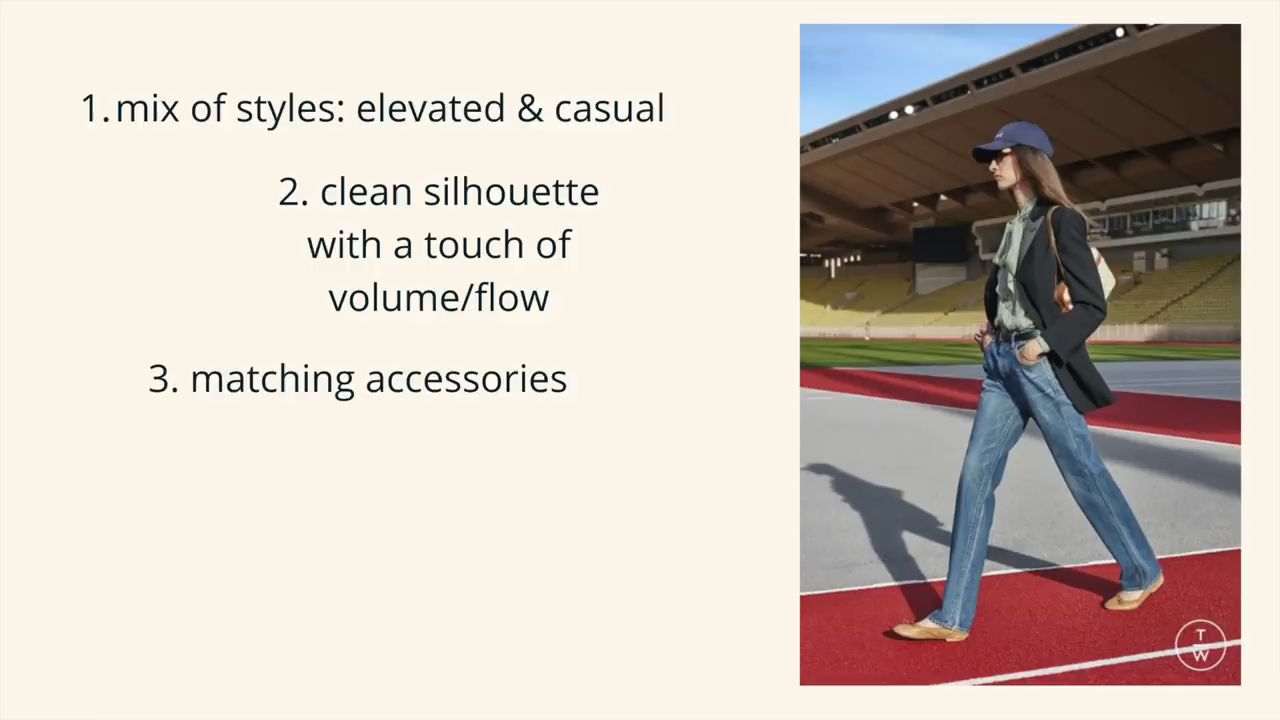 1. mix of styles: elevated & casual
2. clean silhouette
with a touch of
volume/flow
3. matching accessories
T
W